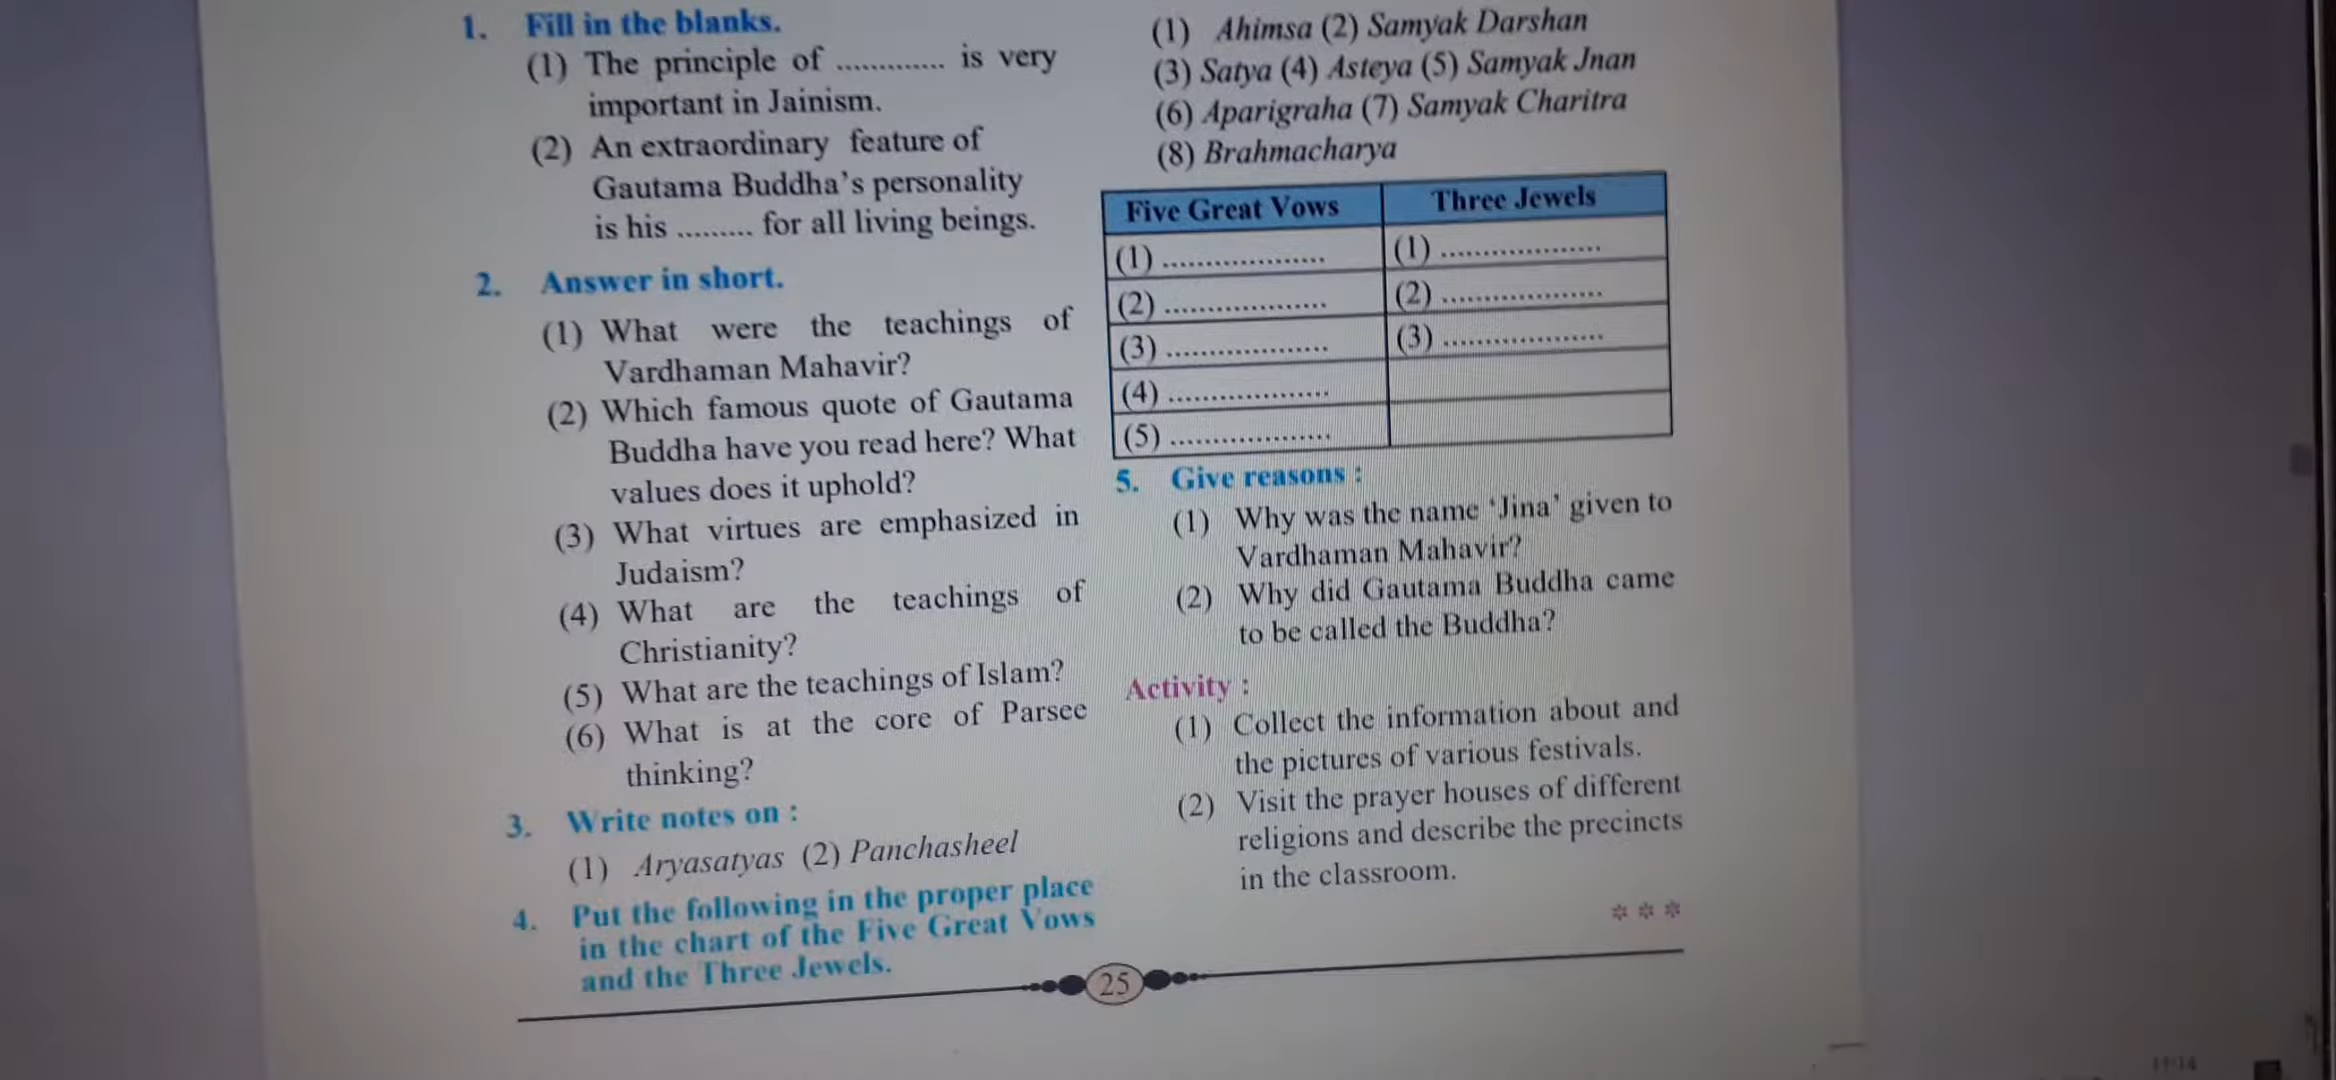 1. Fill in the blanks.
(1) The principle of ............. is very
important in Jainism.
(2) An extraordinary feature of
Gautama Buddha's personality
is his ......... for all living beings.
2. Answer in short.
(1) What were the teachings of
Vardhaman Mahavir?
(2) Which famous quote of Gautama
Buddha have you read here? What
values does it uphold?
(3) What virtues are emphasized in
Judaism?
(4) What are the teachings of
Christianity?
(5) What are the teachings of Islam?
(6) What is at the core of Parsee
thinking?
3. Write notes on :
(1) Aryasatyas (2) Panchasheel
4. Put the following in the proper place
in the chart of the Five Great Vows
and the Three Jewels.
(1) Ahimsa (2) Samyak Darshan
(3) Satya (4) Asteya (5) Samyak Jnan
(6) Aparigraha (7) Samyak Charitra
(8) Brahmacharya
Five Great Vows Three Jewels
(1) ................... (1) ...................
(2) ................... (2) ...................
(3) ................... (3) ...................
(4) ...................
(5) ...................
5. Give reasons :
(1) Why was the name 'Jina' given to
Vardhaman Mahavir?
(2) Why did Gautama Buddha came
to be called the Buddha?
Activity :
(1) Collect the information about and
the pictures of various festivals.
(2) Visit the prayer houses of different
religions and describe the precincts
in the classroom.
***
25